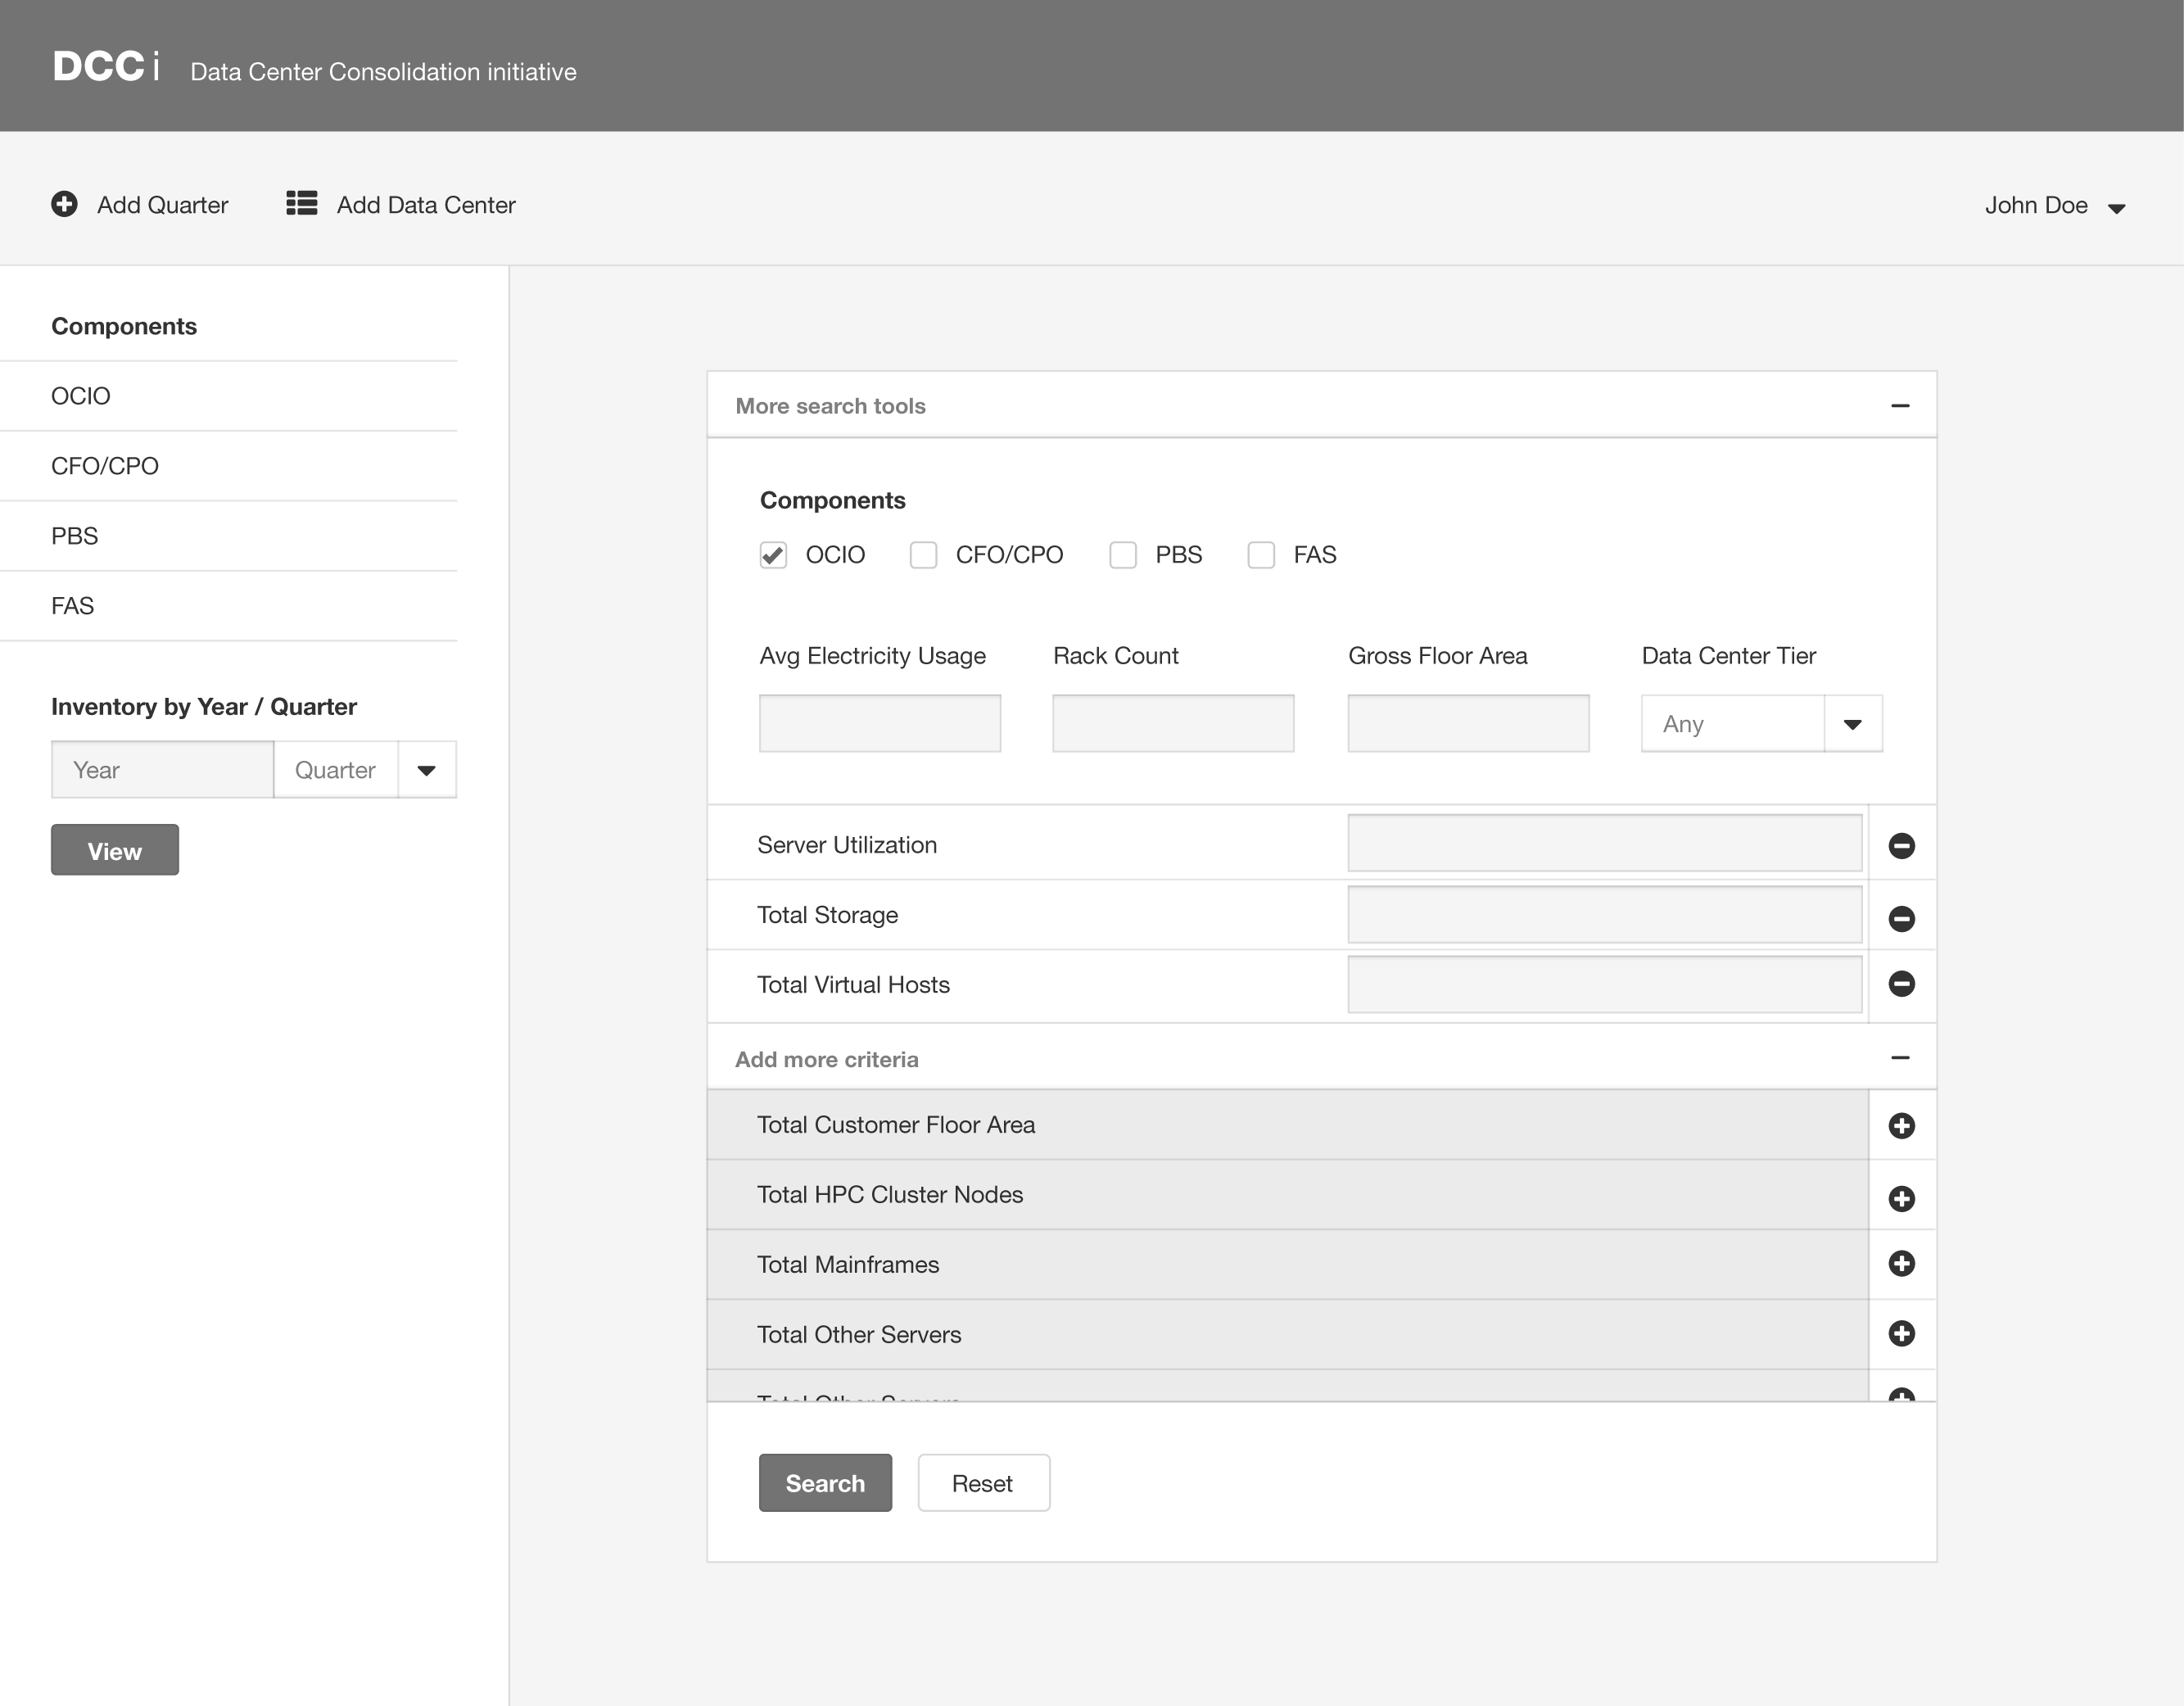 DCC i Data Center Consolidation initiative
Add Quarter Add Data Center John Doe
Components
OCIO
CFO/CPO
PBS
FAS
Inventory by Year / Quarter
Year Quarter
View
More search tools
Components
OCIO CFO/CPO PBS FAS
Avg Electricity Usage Rack Count Gross Floor Area Data Center Tier
Any
Server Utilization
Total Storage
Total Virtual Hosts
Add more criteria
Total Customer Floor Area
Total HPC Cluster Nodes
Total Mainframes
Total Other Servers
Total Other Servers
Search Reset